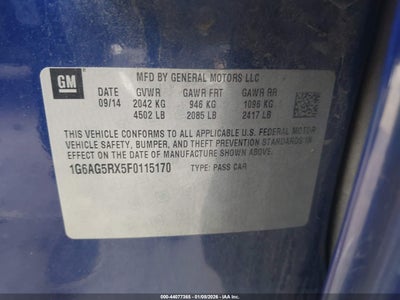 GM
MFD BY GENERAL MOTORS LLC
DATE GVWR GAWR FRT GAWR RR
09/14 2042 KG 946 KG 1096 KG
4502 LB 2085 LB 2417 LB
THIS VEHICLE CONFORMS TO ALL APPLICABLE U.S. FEDERAL MOTOR
VEHICLE SAFETY, BUMPER, AND THEFT PREVENTION STANDARDS
IN EFFECT ON THE DATE OF MANUFACTURE SHOWN ABOVE.
1G6AG5RX5F0115170 TYPE: PASS CAR
000-44077365 - 01/09/2026 - IAA Inc.